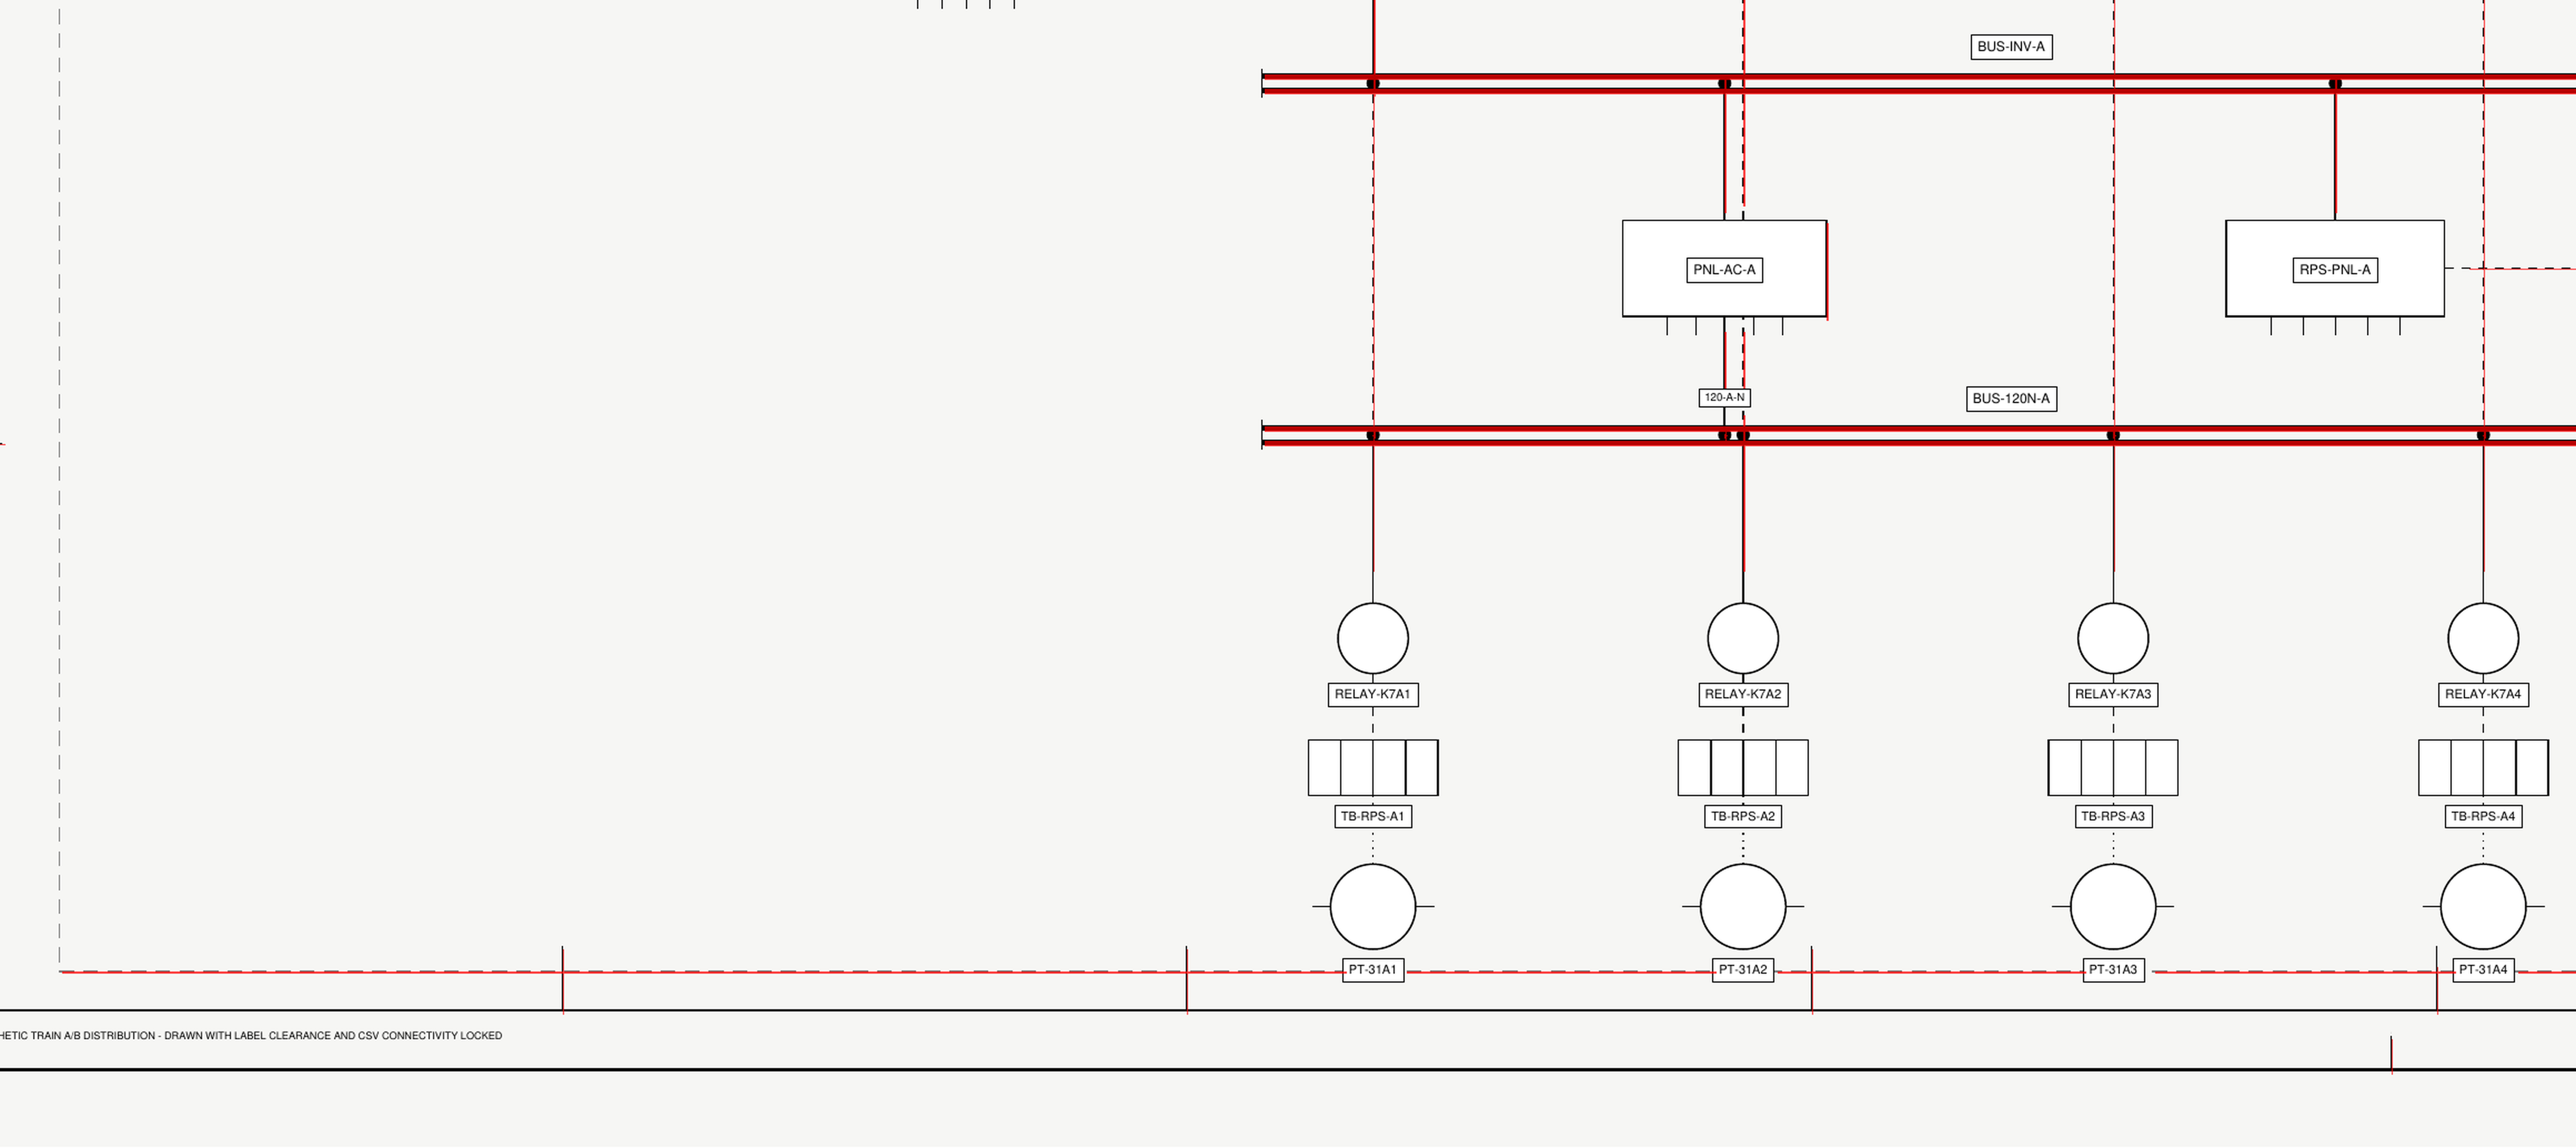 BUS-INV-A
PNL-AC-A
RPS-PNL-A
120-A-N
BUS-120N-A
RELAY-K7A1
RELAY-K7A2
RELAY-K7A3
RELAY-K7A4
TB-RPS-A1
TB-RPS-A2
TB-RPS-A3
TB-RPS-A4
PT-31A1
PT-31A2
PT-31A3
PT-31A4
HETIC TRAIN A/B DISTRIBUTION - DRAWN WITH LABEL CLEARANCE AND CSV CONNECTIVITY LOCKED